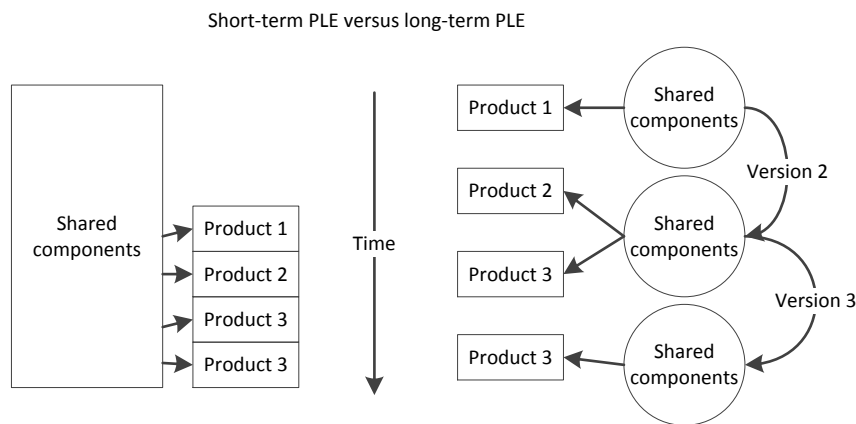 Short-term PLE versus long-term PLE
Shared
components
Product 1
Product 2
Product 3
Product 3
Time
Product 1
Shared
components
Version 2
Product 2
Shared
components
Product 3
Version 3
Product 3
Shared
components